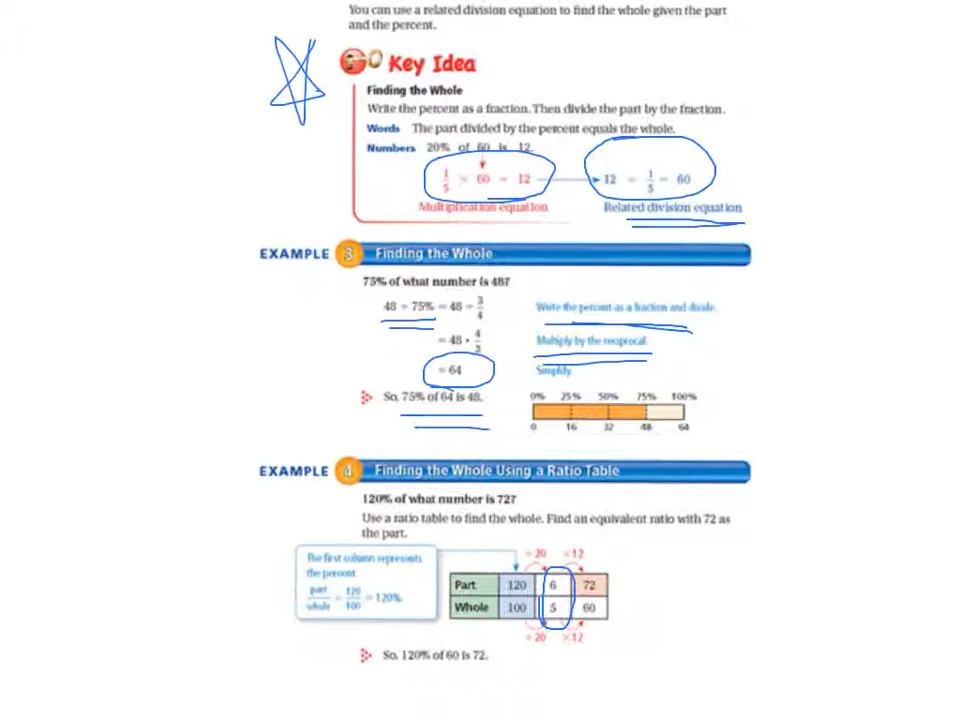 You can use a related division equation to find the whole given the part
and the percent.
Key Idea
Finding the Whole
Write the percent as a fraction. Then divide the part by the fraction.
Words The part divided by the percent equals the whole.
Numbers 20% of 60 is 12.
1/5 × 60 = 12 12 ÷ 1/5 = 60
Multiplication equation Related division equation
EXAMPLE 3 Finding the Whole
75% of what number is 48?
48 ÷ 75% = 48 ÷ 3/4 Write the percent as a fraction and divide.
= 48 · 4/3 Multiply by the reciprocal.
= 64 Simplify.
So, 75% of 64 is 48.
0% 25% 50% 75% 100%
0 16 32 48 64
EXAMPLE 4 Finding the Whole Using a Ratio Table
120% of what number is 72?
Use a ratio table to find the whole. Find an equivalent ratio with 72 as
the part.
The first column represents
the percent.
part/whole = 120/100 = 120%
÷ 20 × 12
Part 120 6 72
Whole 100 5 60
÷ 20 × 12
So, 120% of 60 is 72.